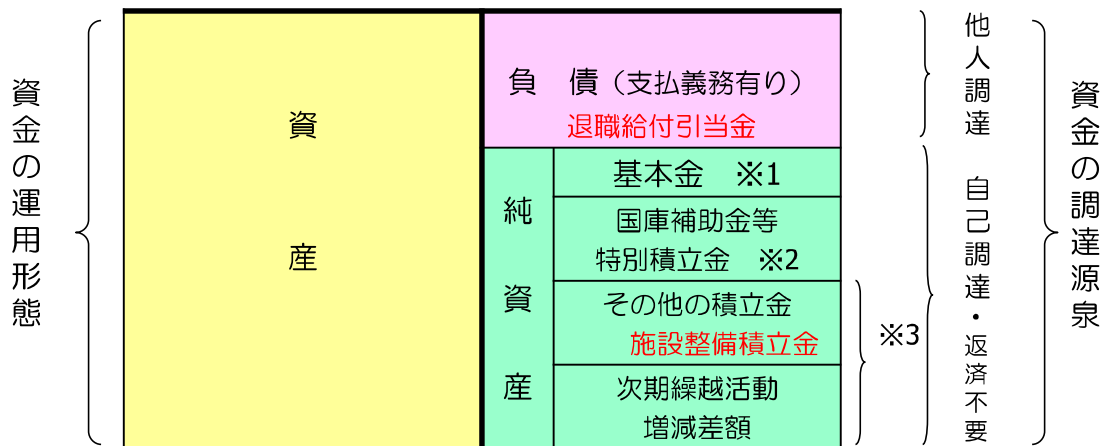 資金の運用形態
資産
負　債（支払義務有り）
退職給付引当金
純資産
基本金　※1
国庫補助金等
特別積立金　※2
その他の積立金
施設整備積立金
次期繰越活動
増減差額
※3
他人調達
自己調達・返済不要
資金の調達源泉